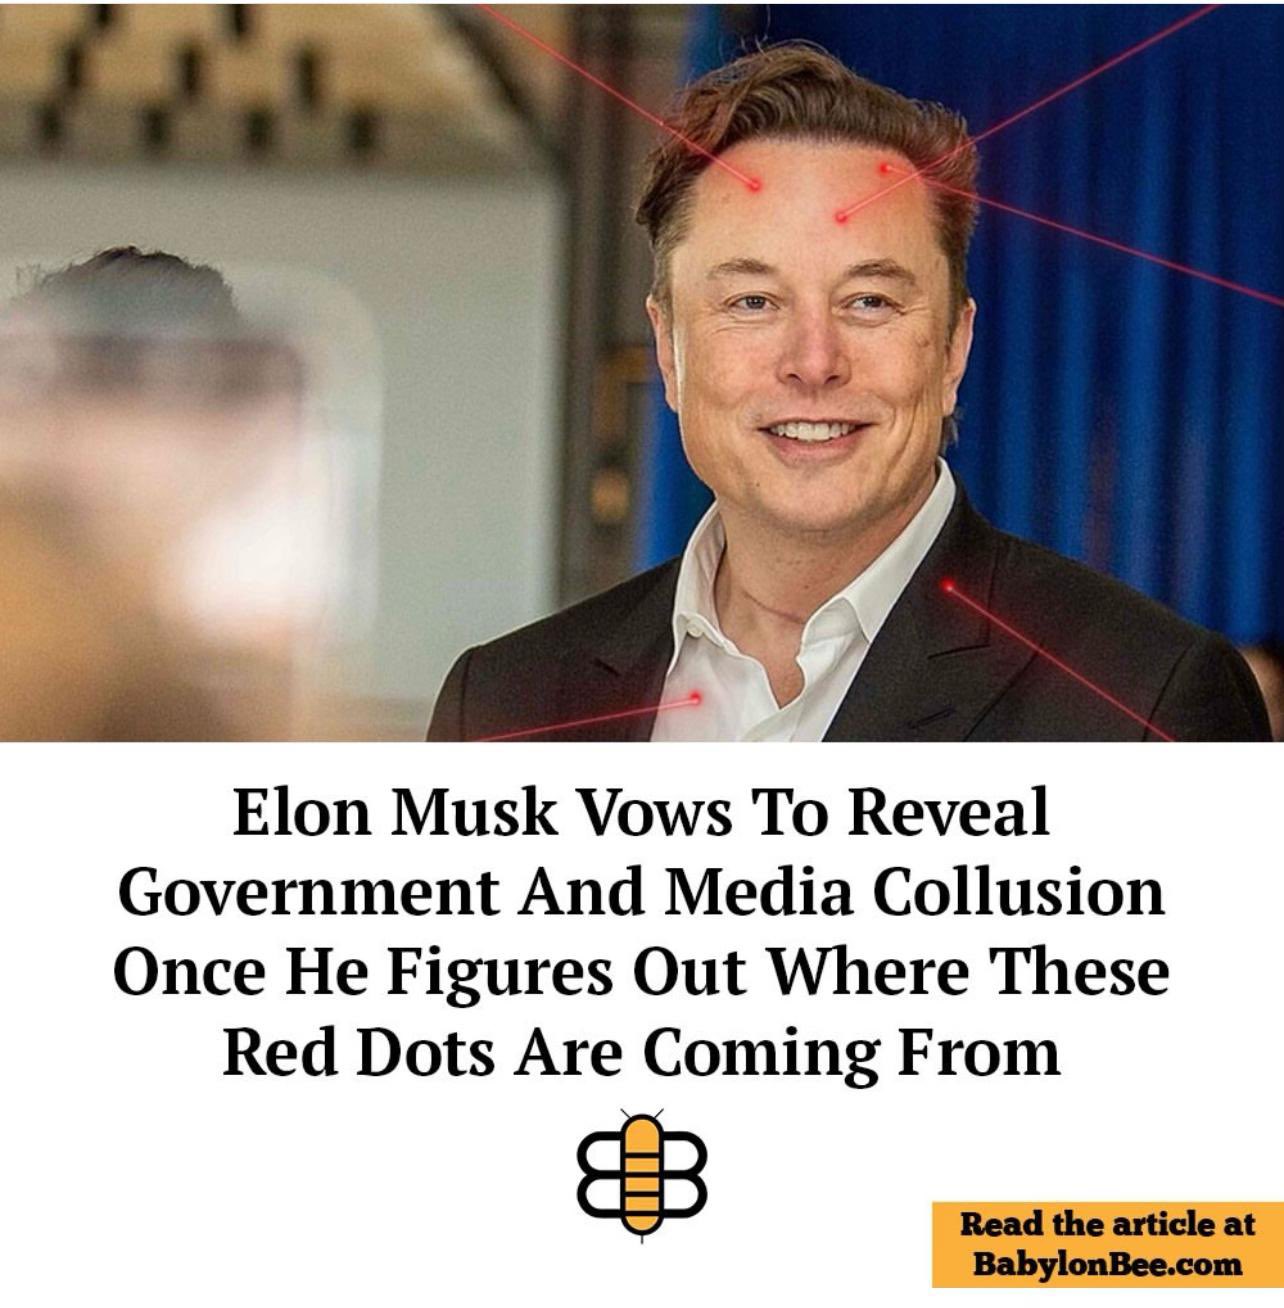 Elon Musk Vows To Reveal
Government And Media Collusion
Once He Figures Out Where These
Red Dots Are Coming From
Read the article at
BabylonBee.com